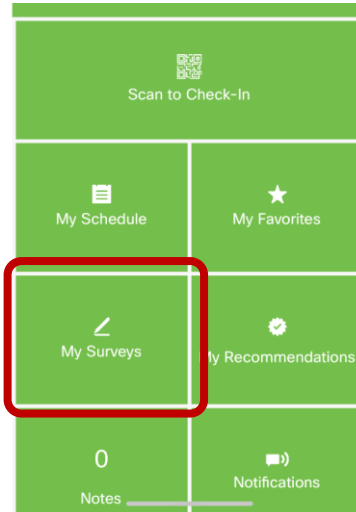 Scan to Check-In
My Schedule
My Favorites
My Surveys
My Recommendations
0
Notes
Notifications